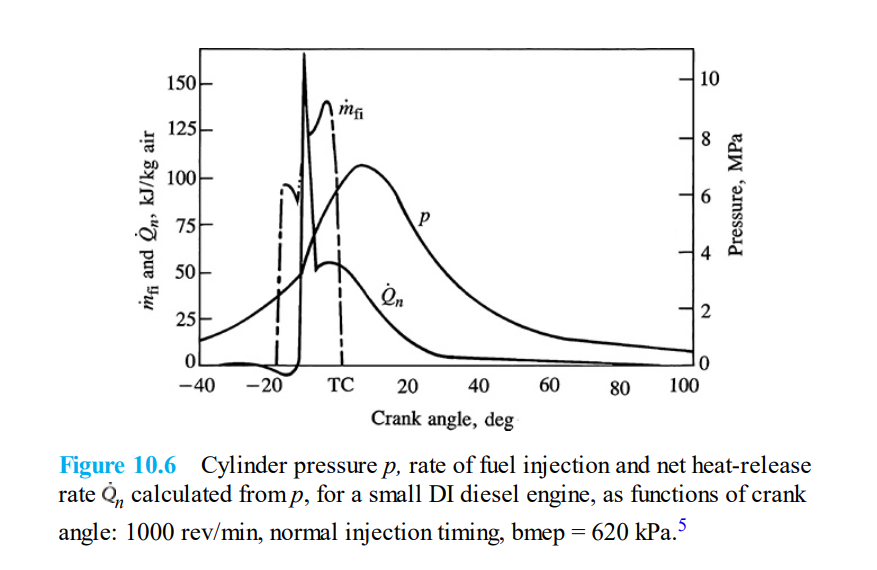 150
125
100
75
50
25
0
ṁfi and Q̇n, kJ/kg air
ṁfi
p
Q̇n
10
8
6
4
2
0
Pressure, MPa
−40 −20 TC 20 40 60 80 100
Crank angle, deg
Figure 10.6 Cylinder pressure p, rate of fuel injection and net heat-release
rate Q̇n calculated from p, for a small DI diesel engine, as functions of crank
angle: 1000 rev/min, normal injection timing, bmep = 620 kPa.5